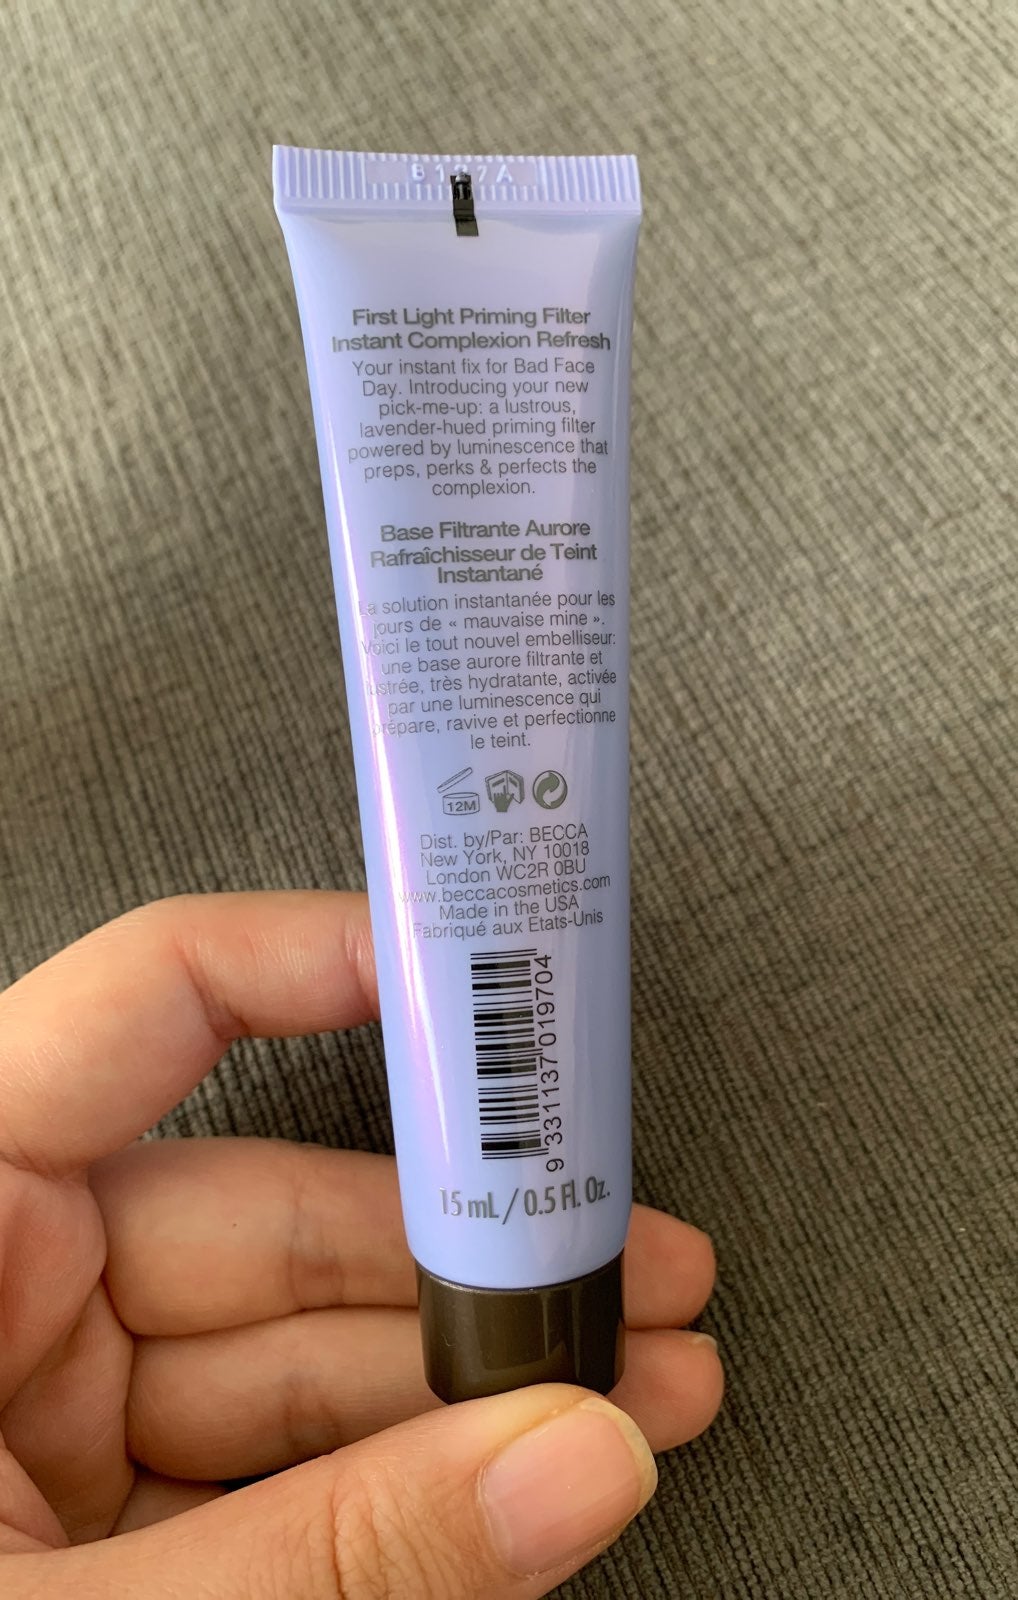 First Light Priming Filter
Instant Complexion Refresh
Your instant fix for Bad Face
Day. Introducing your new
pick-me-up: a lustrous,
lavender-hued priming filter
powered by luminescence that
preps, perks & perfects the
complexion.
Base Filtrante Aurore
Rafraîchisseur de Teint
Instantané
La solution instantanée pour les
jours de « mauvaise mine ».
Voici le tout nouvel embelliseur:
une base aurore filtrante et
lustrée, très hydratante, activée
par une luminescence qui
prépare, ravive et perfectionne
le teint.
12M
Dist. by/Par: BECCA
New York, NY 10018
London WC2R 0BU
www.beccacosmetics.com
Made in the USA
Fabriqué aux Etats-Unis
9 331137 019704
15 mL / 0.5 Fl. Oz.